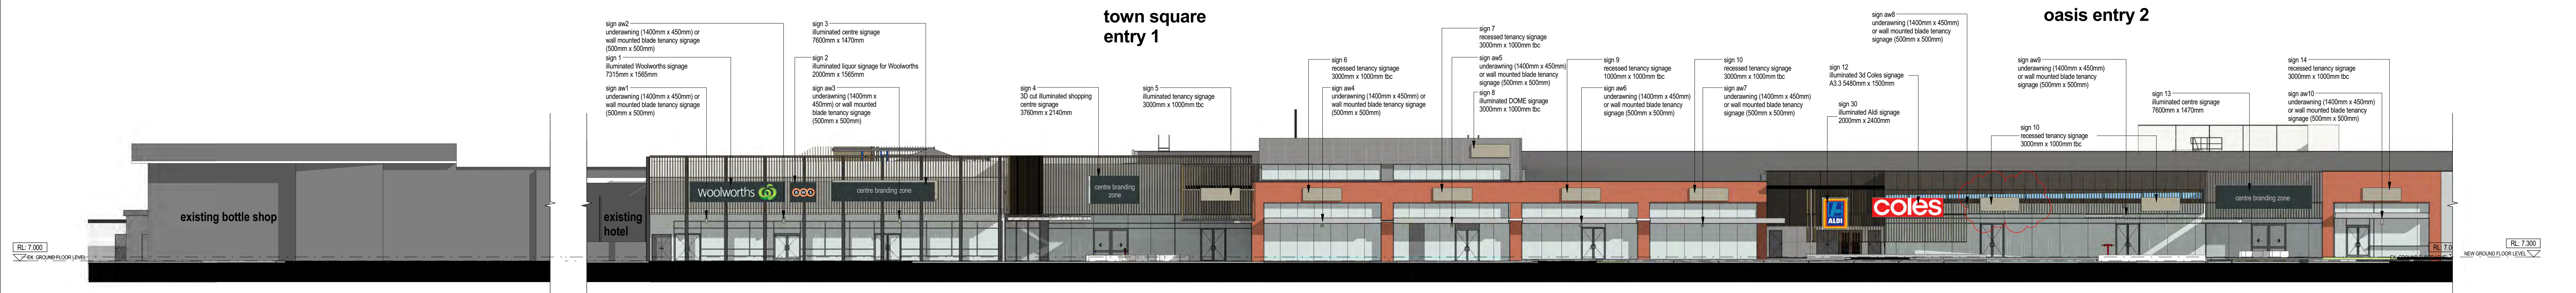 town square
entry 1
oasis entry 2
sign aw2
underawning (1400mm x 450mm) or
wall mounted blade tenancy signage
(500mm x 500mm)
sign 1
illuminated Woolworths signage
7315mm x 1565mm
sign aw1
underawning (1400mm x 450mm) or
wall mounted blade tenancy signage
(500mm x 500mm)
sign 3
illuminated centre signage
7600mm x 1470mm
sign 2
illuminated liquor signage for Woolworths
2000mm x 1565mm
sign aw3
underawning (1400mm x
450mm) or wall mounted
blade tenancy signage
(500mm x 500mm)
sign 4
3D cut illuminated shopping
centre signage
3760mm x 2140mm
sign 5
illuminated tenancy signage
3000mm x 1000mm tbc
sign 6
recessed tenancy signage
3000mm x 1000mm tbc
sign aw4
underawning (1400mm x 450mm) or
wall mounted blade tenancy signage
(500mm x 500mm)
sign 7
recessed tenancy signage
3000mm x 1000mm tbc
sign aw5
underawning (1400mm x 450mm)
or wall mounted blade tenancy
signage (500mm x 500mm)
sign 8
illuminated DOME signage
3000mm x 1000mm tbc
sign 9
recessed tenancy signage
1000mm x 1000mm tbc
sign aw6
underawning (1400mm x 450mm)
or wall mounted blade tenancy
signage (500mm x 500mm)
sign 10
recessed tenancy signage
3000mm x 1000mm tbc
sign aw7
underawning (1400mm x 450mm)
or wall mounted blade tenancy
signage (500mm x 500mm)
sign 12
illuminated 3d Coles signage
A3.3 5480mm x 1500mm
sign 30
illuminated Aldi signage
2000mm x 2400mm
sign aw8
underawning (1400mm x 450mm)
or wall mounted blade tenancy
signage (500mm x 500mm)
sign aw9
underawning (1400mm x 450mm)
or wall mounted blade tenancy
signage (500mm x 500mm)
sign 10
recessed tenancy signage
3000mm x 1000mm tbc
sign 13
illuminated centre signage
7600mm x 1470mm
sign 14
recessed tenancy signage
3000mm x 1000mm tbc
sign aw10
underawning (1400mm x 450mm)
or wall mounted blade tenancy
signage (500mm x 500mm)
existing bottle shop
existing
hotel
woolworths
centre branding zone
centre branding
zone
ALDI
coles
centre branding zone
RL: 7.000
EX. GROUND FLOOR LEVEL
RL: 7.0
RL: 7.300
NEW GROUND FLOOR LEVEL